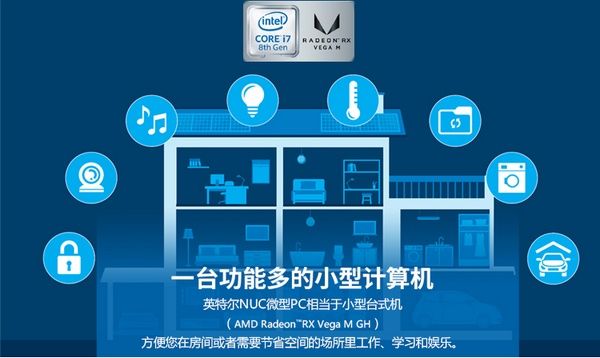 intel
CORE i7
8th Gen
RADEON RX
VEGA M
一台功能多的小型计算机
英特尔NUC微型PC相当于小型台式机
（AMD Radeon™RX Vega M GH）
方便您在房间或者需要节省空间的场所里工作、学习和娱乐。